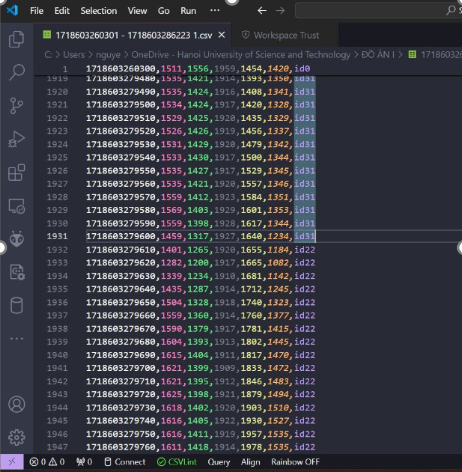 File Edit Selection View Go Run ...
1718603260301 - 1718603286223 1.csv Workspace Trust
C: > Users > nguye > OneDrive - Hanoi University of Science and Technology > ĐỒ ÁN I >
1 1718603260300,1511,1556,1959,1454,1420,id0
1919 1718603279480,1535,1421,1914,1393,1350,id31
1920 1718603279490,1535,1424,1916,1408,1341,id31
1921 1718603279500,1534,1424,1917,1420,1328,id31
1922 1718603279510,1529,1425,1920,1435,1329,id31
1923 1718603279520,1526,1426,1919,1456,1337,id31
1924 1718603279530,1531,1429,1920,1479,1342,id31
1925 1718603279540,1533,1430,1917,1500,1344,id31
1926 1718603279550,1535,1427,1917,1529,1345,id31
1927 1718603279560,1535,1421,1920,1557,1346,id31
1928 1718603279570,1559,1412,1923,1584,1351,id31
1929 1718603279580,1569,1403,1929,1601,1353,id31
1930 1718603279590,1559,1398,1928,1617,1344,id31
1931 1718603279600,1459,1317,1927,1640,1234,id31
1932 1718603279610,1401,1265,1920,1655,1184,id22
1933 1718603279620,1282,1200,1917,1665,1082,id22
1934 1718603279630,1339,1234,1916,1681,1142,id22
1935 1718603279640,1435,1287,1914,1712,1245,id22
1936 1718603279650,1504,1328,1918,1740,1323,id22
1937 1718603279660,1559,1360,1914,1760,1377,id22
1938 1718603279670,1590,1379,1914,1781,1415,id22
1939 1718603279680,1604,1393,1913,1802,1445,id22
1940 1718603279690,1615,1404,1911,1817,1470,id22
1941 1718603279700,1621,1399,1909,1833,1472,id22
1942 1718603279710,1621,1395,1912,1846,1483,id22
1943 1718603279720,1625,1398,1911,1879,1494,id22
1944 1718603279730,1618,1402,1920,1903,1510,id22
1945 1718603279740,1616,1405,1922,1930,1527,id22
1946 1718603279750,1616,1411,1919,1957,1535,id22
1947 1718603279760,1611,1418,1914,1978,1535,id22
0 0 0 Connect CSVLint Query Align Rainbow OFF